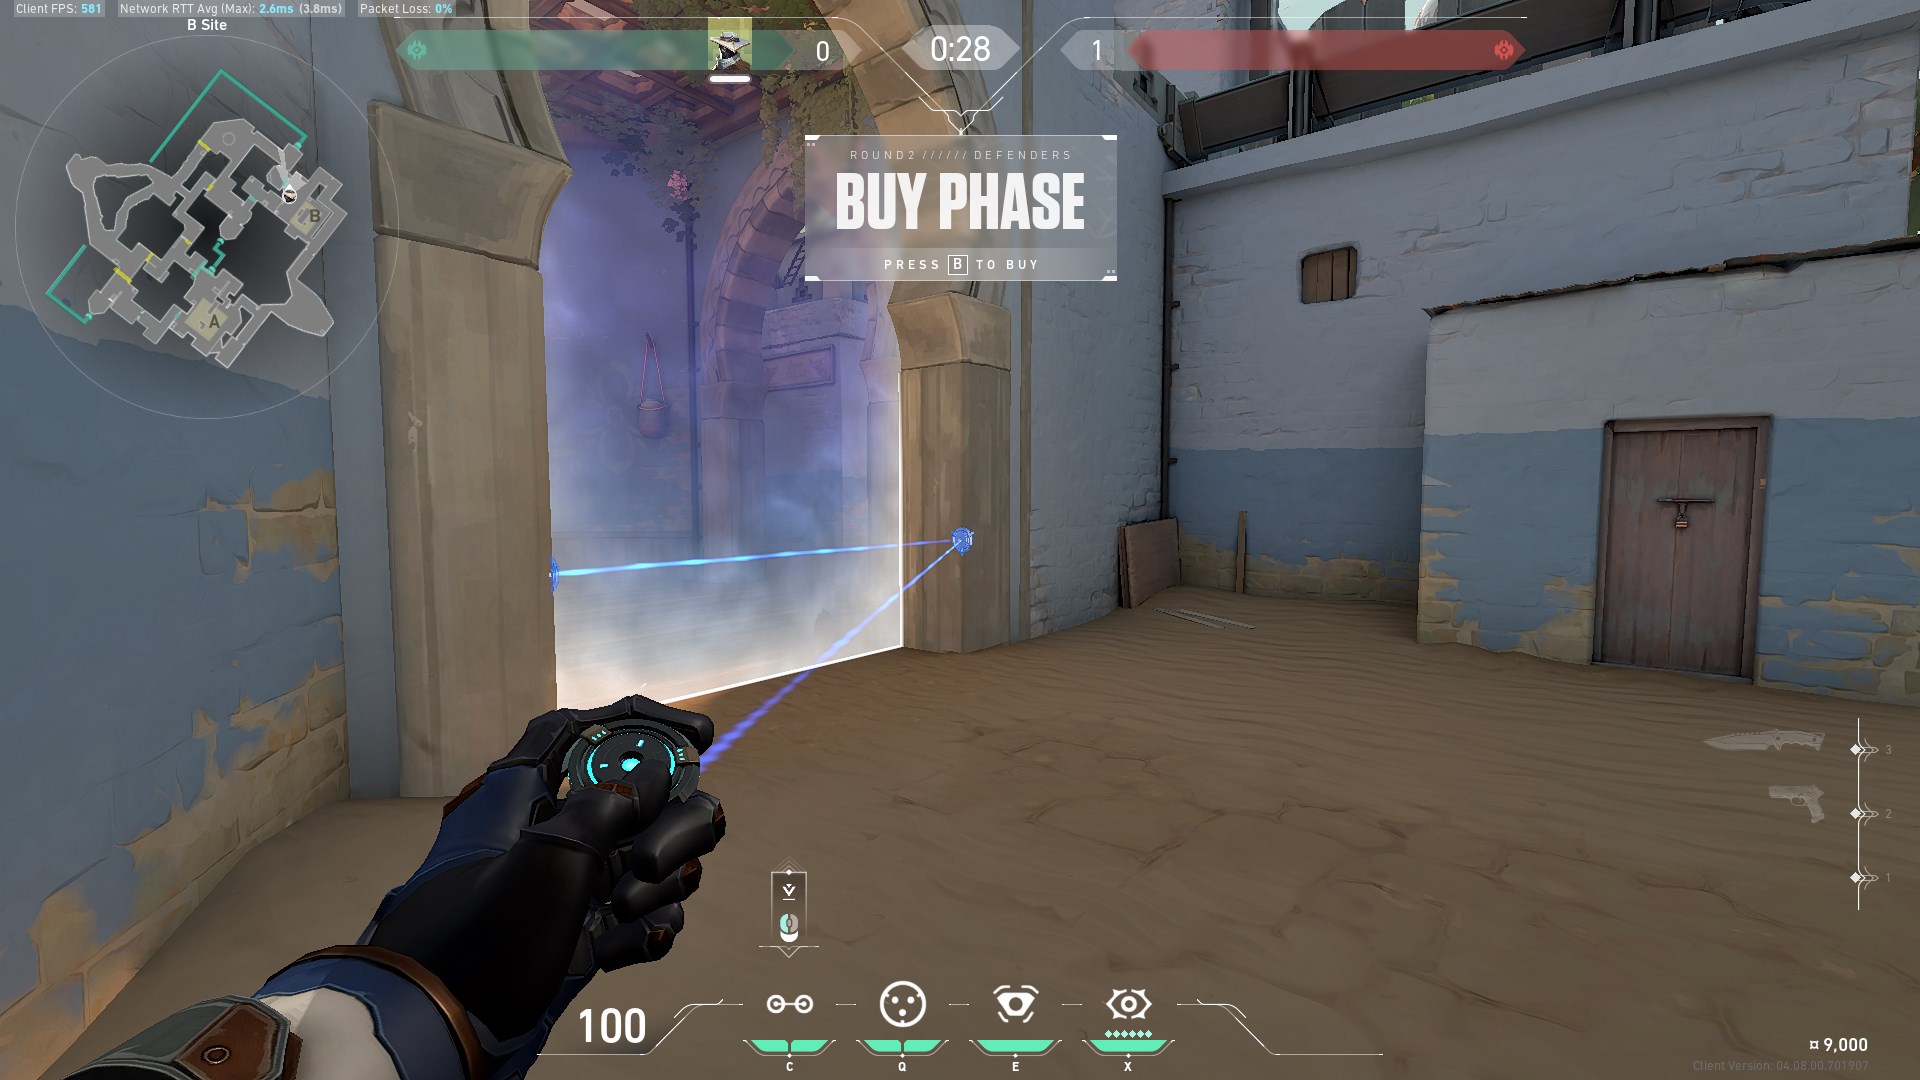 Client FPS: 581 Network RTT Avg (Max): 2.6ms (3.8ms) Packet Loss: 0%
B Site
0 0:28 1
ROUND2 ////// DEFENDERS
BUY PHASE
PRESS B TO BUY
B
A
3
2
1
100
C Q E X
¤ 9,000
Client Version: 04.08.00.701907